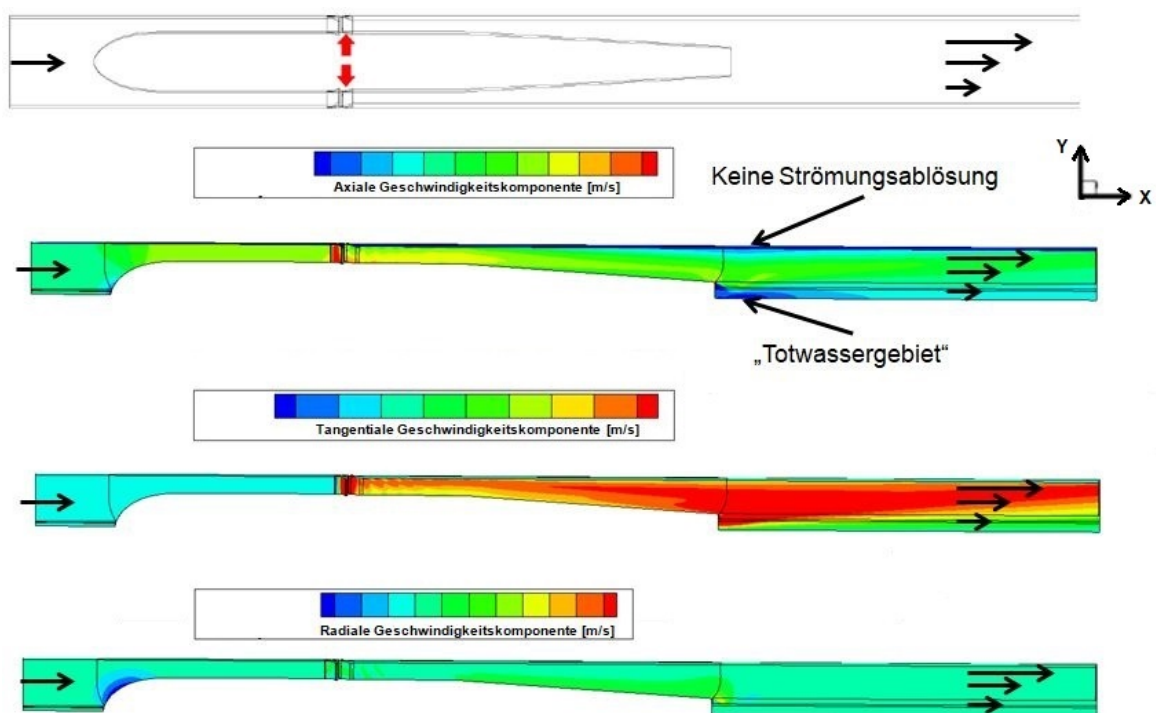 Axiale Geschwindigkeitskomponente [m/s]
Keine Strömungsablösung
Y
X
„Totwassergebiet“
Tangentiale Geschwindigkeitskomponente [m/s]
Radiale Geschwindigkeitskomponente [m/s]